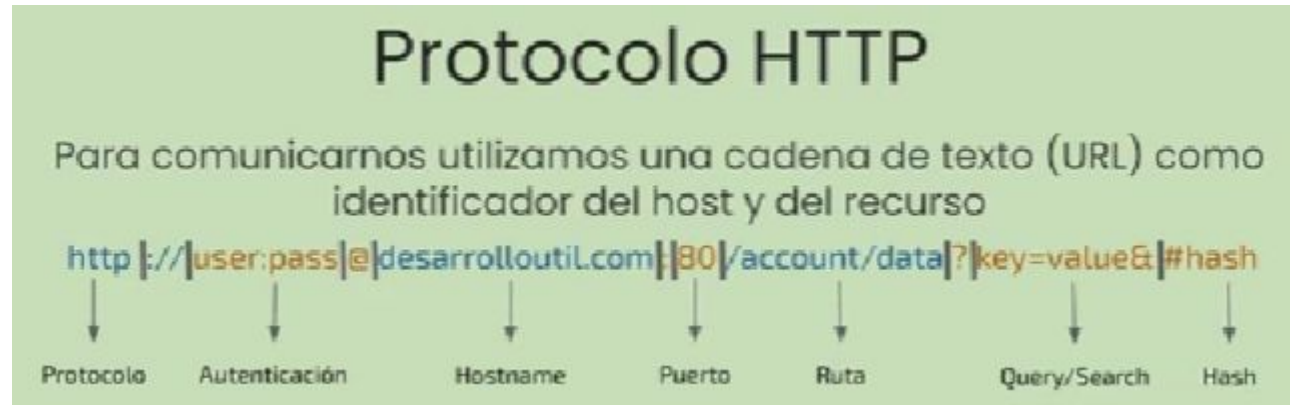 Protocolo HTTP
Para comunicarnos utilizamos una cadena de texto (URL) como
identificador del host y del recurso
http://user:pass@desarrolloutil.com:80/account/data?key=value&#hash
Protocolo Autenticación Hostname Puerto Ruta Query/Search Hash